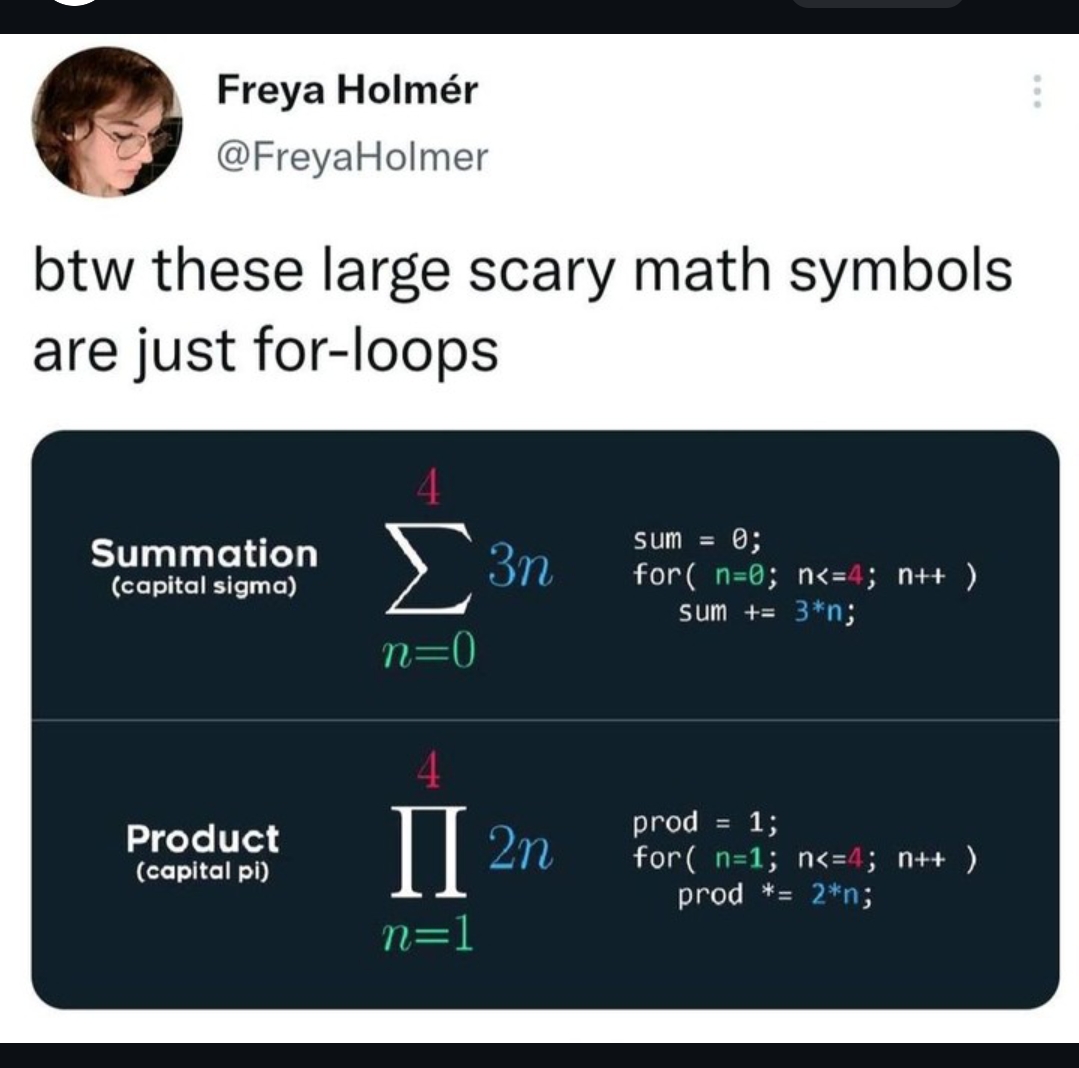 Freya Holmér
@FreyaHolmer
btw these large scary math symbols
are just for-loops
Summation
(capital sigma)
4
∑ 3n
n=0
sum = 0;
for( n=0; n<=4; n++ )
sum += 3*n;
Product
(capital pi)
4
∏ 2n
n=1
prod = 1;
for( n=1; n<=4; n++ )
prod *= 2*n;